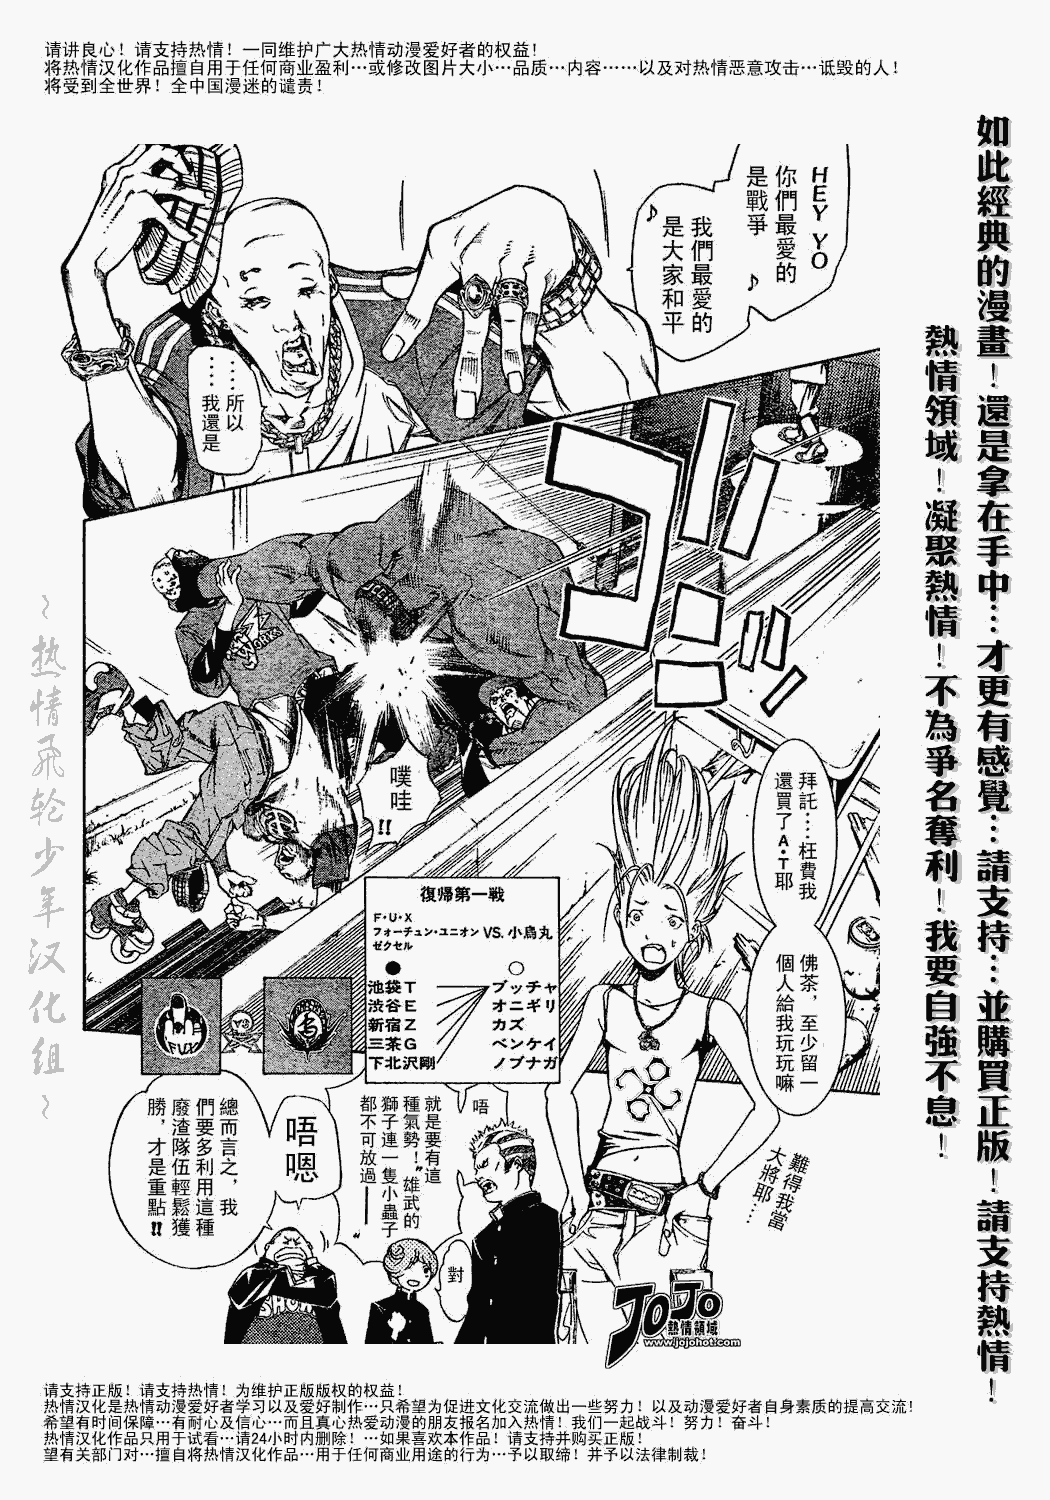 请讲良心！请支持热情！一同维护广大热情动漫爱好者的权益！
将热情汉化作品擅自用于任何商业盈利…或修改图片大小…品质…内容……以及对热情恶意攻击…诋毁的人！
将受到全世界！全中国漫迷的谴责！
如此經典的漫畫！還是拿在手中…才更有感覺…請支持…並購買正版！請支持熱情！
熱情領域！凝聚熱情！不為爭名奪利！我要自強不息！
HEY YO
你們最愛的
是戰爭
♪
我們最愛的
是大家和平
♪
……所以
……我還是
ゴガッ
噗哇
!!
拜託…枉費我
還買了A·T耶
佛茶，至少留一
個人給我玩玩嘛
難得我當
大將耶……
復帰第一戦
F・U・X
フォーチュン・ユニオン VS. 小烏丸
ゼクセル
● ○
池袋T ブッチャ
渋谷E オニギリ
新宿Z カズ
三茶G ベンケイ
下北沢剛 ノブナガ
FUX
烏
唔
就是要有這
種氣勢！"雄武的
獅子連一隻小蟲子
都不可放過——
對
唔
嗯
總而言之，我
們要多利用這種
廢渣隊伍輕鬆獲
勝，才是重點!!
SHOW
JOJO
熱情領域
www.jojohot.com
~热情飛轮少年汉化组~
请支持正版！请支持热情！为维护正版版权的权益！
热情汉化是热情动漫爱好者学习以及爱好制作…只希望为促进文化交流做出一些努力！以及动漫爱好者自身素质的提高交流！
希望有时间保障…有耐心及信心…而且真心热爱动漫的朋友报名加入热情！我们一起战斗！努力！奋斗！
热情汉化作品只用于试看…请24小时内删除！…如果喜欢本作品！请支持并购买正版！
望有关部门对…擅自将热情汉化作品…用于任何商业用途的行为…予以取缔！并予以法律制裁！